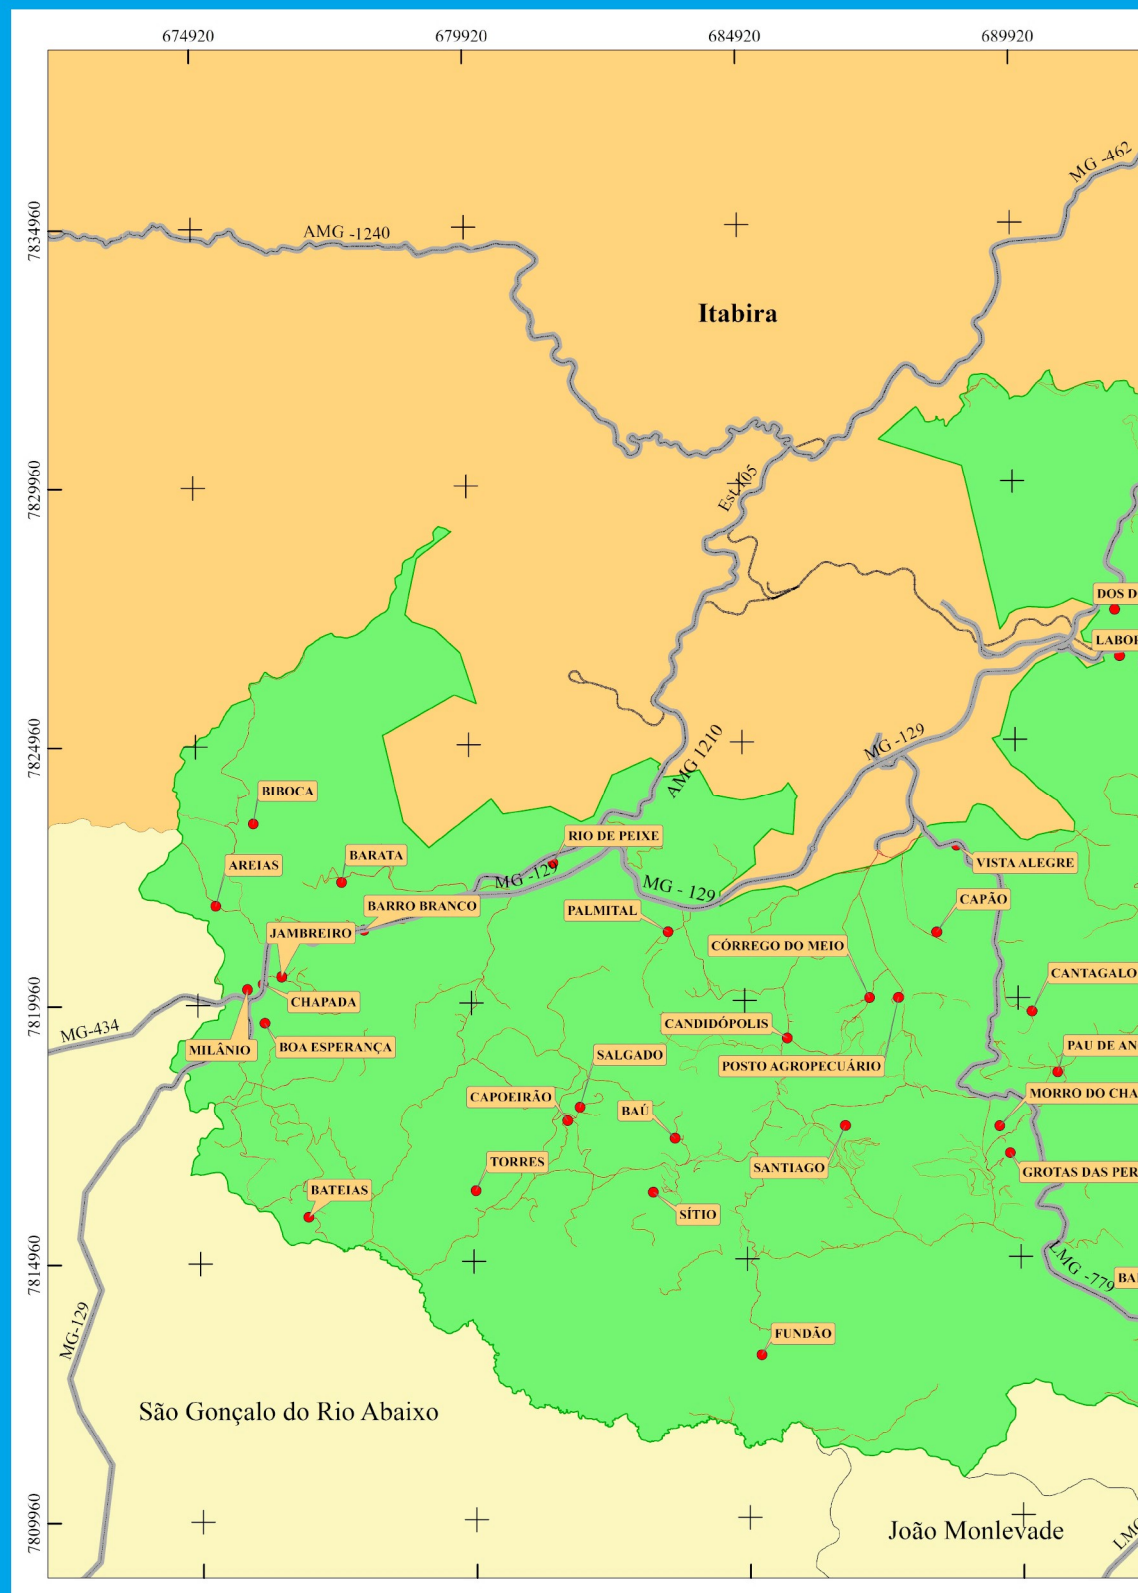 674920
679920
684920
689920
MG -462
7834960
AMG -1240
Itabira
7829960
Est 105
DOS D
LABOR
7824960
AMG 1210
MG -129
BIBOCA
RIO DE PEIXE
AREIAS
BARATA
VISTA ALEGRE
MG -129
MG - 129
BARRO BRANCO
PALMITAL
CAPÃO
JAMBREIRO
CÓRREGO DO MEIO
CANTAGALO
CHAPADA
7819960
MG-434
MILÂNIO
BOA ESPERANÇA
CANDIDÓPOLIS
PAU DE AN
SALGADO
POSTO AGROPECUÁRIO
CAPOEIRÃO
MORRO DO CHA
BAÚ
TORRES
SANTIAGO
GROTAS DAS PER
BATEIAS
SÍTIO
7814960
LMG -779
BA
MG-129
FUNDÃO
São Gonçalo do Rio Abaixo
7809960
João Monlevade
LMG